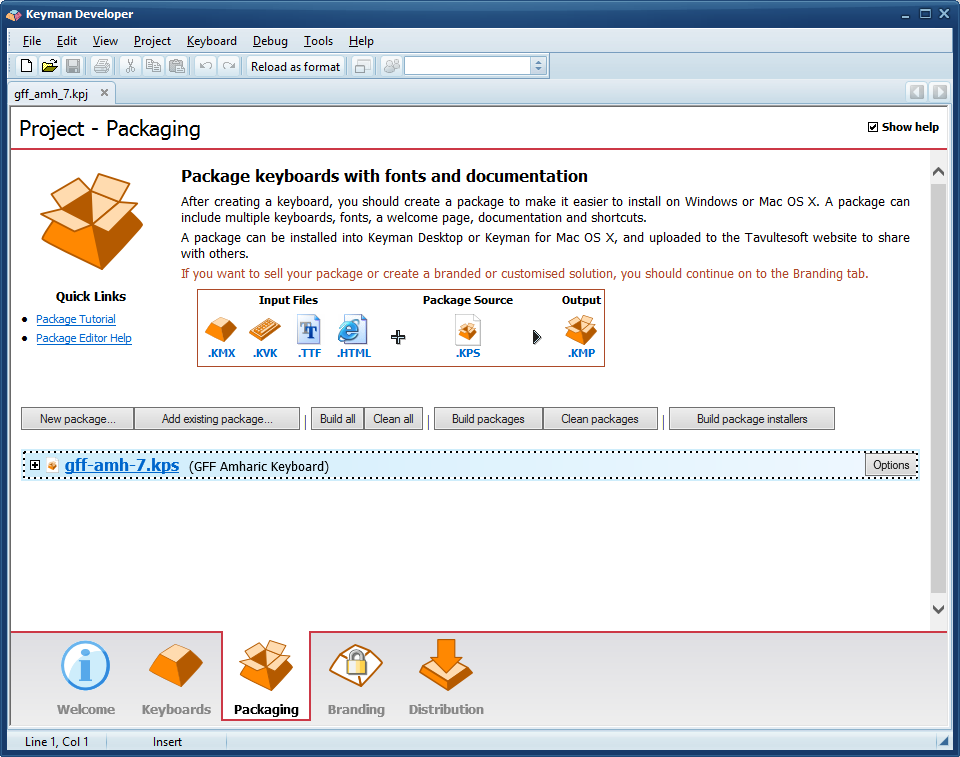 Keyman Developer
File Edit View Project Keyboard Debug Tools Help
Reload as format
gff_amh_7.kpj
Project - Packaging
Show help
Package keyboards with fonts and documentation
After creating a keyboard, you should create a package to make it easier to install on Windows or Mac OS X. A package can
include multiple keyboards, fonts, a welcome page, documentation and shortcuts.
A package can be installed into Keyman Desktop or Keyman for Mac OS X, and uploaded to the Tavultesoft website to share
with others.
If you want to sell your package or create a branded or customised solution, you should continue on to the Branding tab.
Quick Links
Package Tutorial
Package Editor Help
Input Files Package Source Output
.KMX .KVK .TTF .HTML .KPS .KMP
New package... Add existing package... Build all Clean all Build packages Clean packages Build package installers
gff-amh-7.kps (GFF Amharic Keyboard) Options
Welcome Keyboards Packaging Branding Distribution
Line 1, Col 1 Insert